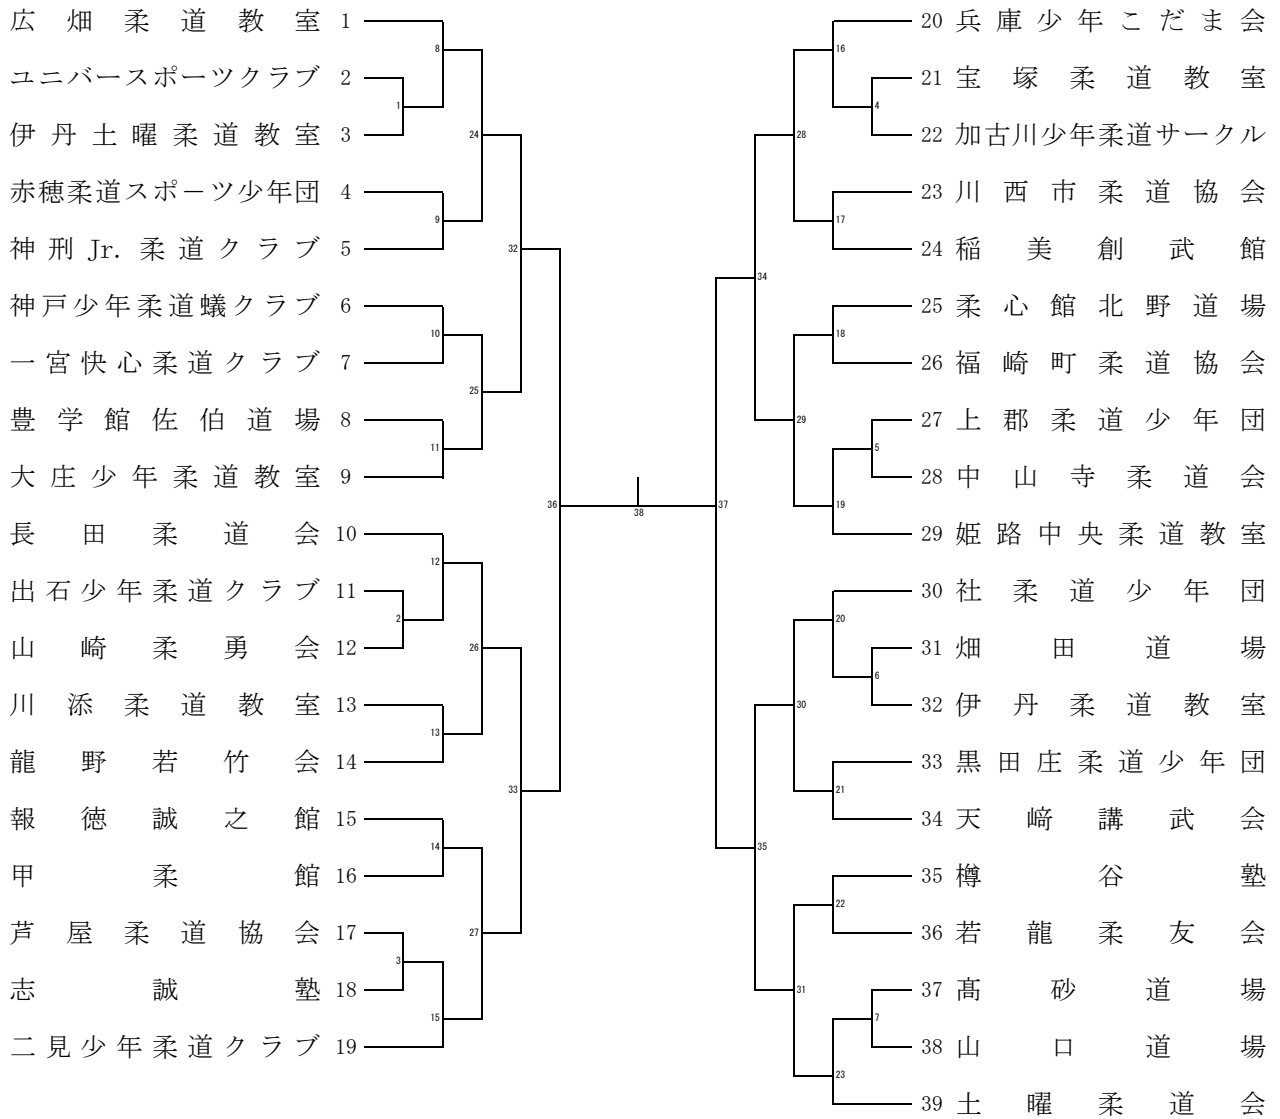 広畑柔道教室 1
8
ユニバースポーツクラブ 2
1
伊丹土曜柔道教室 3
24
赤穂柔道スポーツ少年団 4
9
神刑Jr.柔道クラブ 5
32
神戸少年柔道蟻クラブ 6
10
一宮快心柔道クラブ 7
25
豊学館佐伯道場 8
11
大庄少年柔道教室 9
36
長田柔道会 10
12
出石少年柔道クラブ 11
2
山崎柔勇会 12
26
川添柔道教室 13
13
龍野若竹会 14
33
報徳誠之館 15
14
甲柔館 16
芦屋柔道協会 17
27
3
志誠塾 18
15
二見少年柔道クラブ 19
38
20 兵庫少年こだま会
16
21 宝塚柔道教室
4
22 加古川少年柔道サークル
28
23 川西市柔道協会
17
24 稲美創武館
34
25 柔心館北野道場
18
26 福崎町柔道協会
27 上郡柔道少年団
29
5
28 中山寺柔道会
19
37
29 姫路中央柔道教室
30 社柔道少年団
20
31 畑田道場
6
32 伊丹柔道教室
30
33 黒田庄柔道少年団
21
34 天﨑講武会
35
35 樽谷塾
22
36 若龍柔友会
37 髙砂道場
31
7
38 山口道場
23
39 土曜柔道会